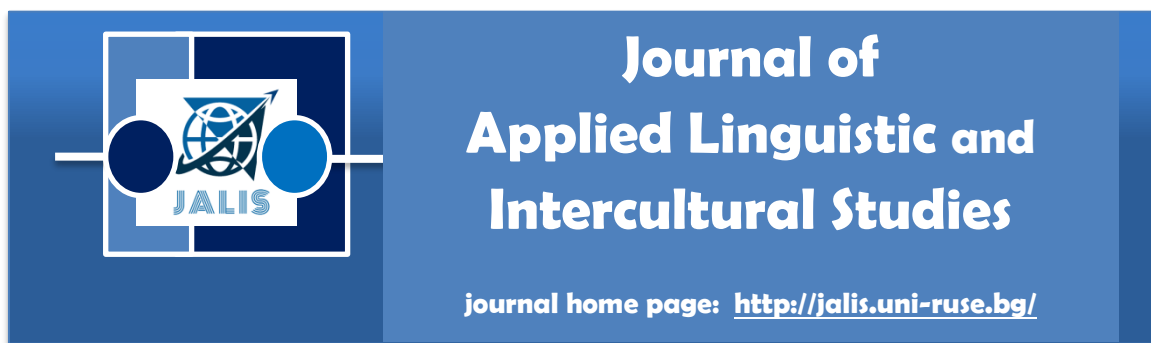 JALIS
Journal of
Applied Linguistic and
Intercultural Studies
journal home page: http://jalis.uni-ruse.bg/